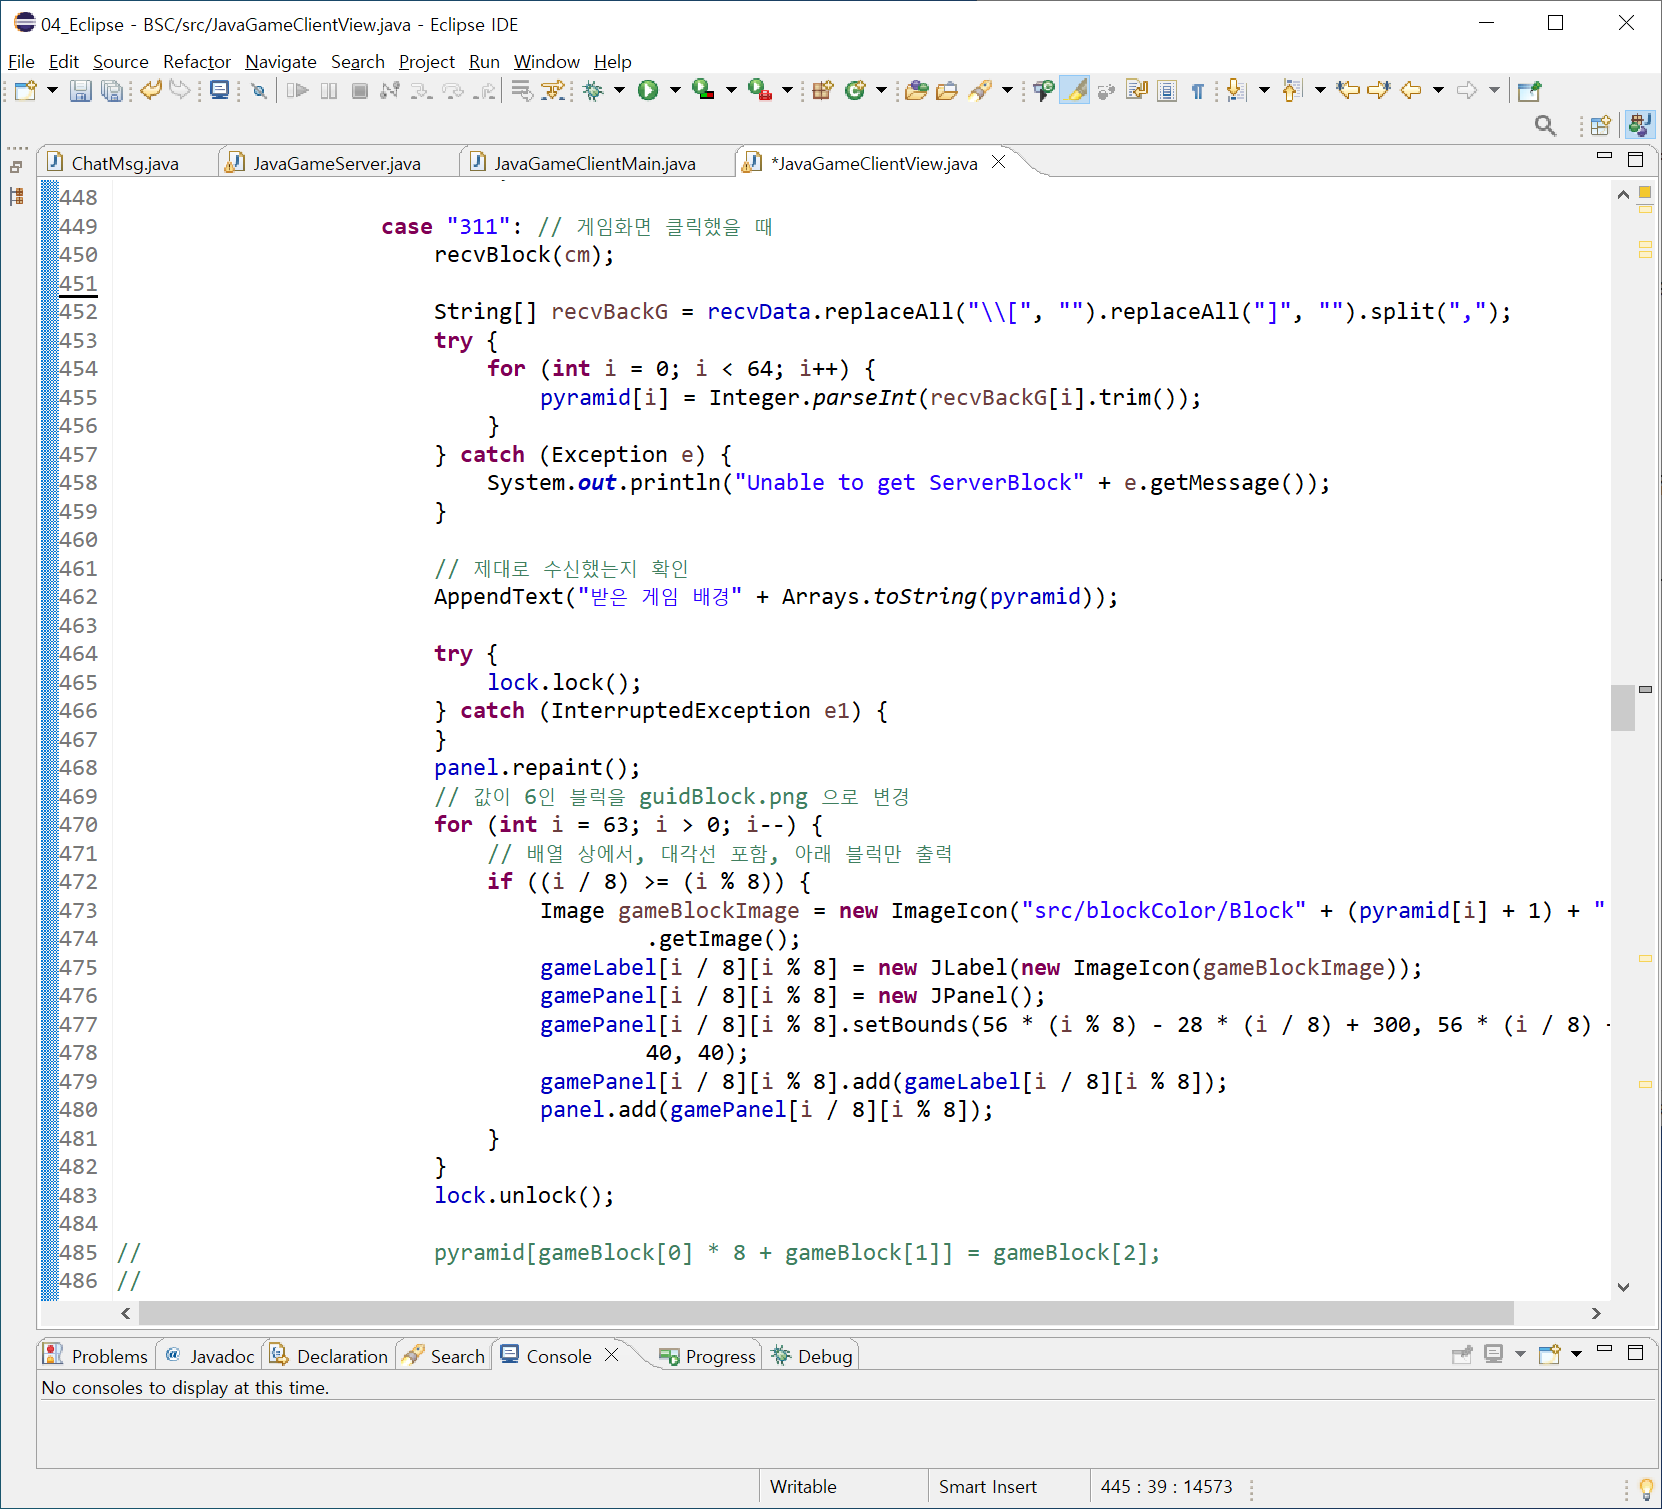 04_Eclipse - BSC/src/JavaGameClientView.java - Eclipse IDE
File Edit Source Refactor Navigate Search Project Run Window Help
ChatMsg.java JavaGameServer.java JavaGameClientMain.java *JavaGameClientView.java
448
449 case "311": // 게임화면 클릭했을 때
450 recvBlock(cm);
451
452 String[] recvBackG = recvData.replaceAll("\\[", "").replaceAll("]", "").split(",");
453 try {
454 for (int i = 0; i < 64; i++) {
455 pyramid[i] = Integer.parseInt(recvBackG[i].trim());
456 }
457 } catch (Exception e) {
458 System.out.println("Unable to get ServerBlock" + e.getMessage());
459 }
460
461 // 제대로 수신했는지 확인
462 AppendText("받은 게임 배경" + Arrays.toString(pyramid));
463
464 try {
465 lock.lock();
466 } catch (InterruptedException e1) {
467 }
468 panel.repaint();
469 // 값이 6인 블럭을 guidBlock.png 으로 변경
470 for (int i = 63; i > 0; i--) {
471 // 배열 상에서, 대각선 포함, 아래 블럭만 출력
472 if ((i / 8) >= (i % 8)) {
473 Image gameBlockImage = new ImageIcon("src/blockColor/Block" + (pyramid[i] + 1) + "
474 .getImage();
475 gameLabel[i / 8][i % 8] = new JLabel(new ImageIcon(gameBlockImage));
476 gamePanel[i / 8][i % 8] = new JPanel();
477 gamePanel[i / 8][i % 8].setBounds(56 * (i % 8) - 28 * (i / 8) + 300, 56 * (i / 8)
478 40, 40);
479 gamePanel[i / 8][i % 8].add(gameLabel[i / 8][i % 8]);
480 panel.add(gamePanel[i / 8][i % 8]);
481 }
482 }
483 lock.unlock();
484
485 // pyramid[gameBlock[0] * 8 + gameBlock[1]] = gameBlock[2];
486 //
Problems Javadoc Declaration Search Console Progress Debug
No consoles to display at this time.
Writable Smart Insert 445 : 39 : 14573